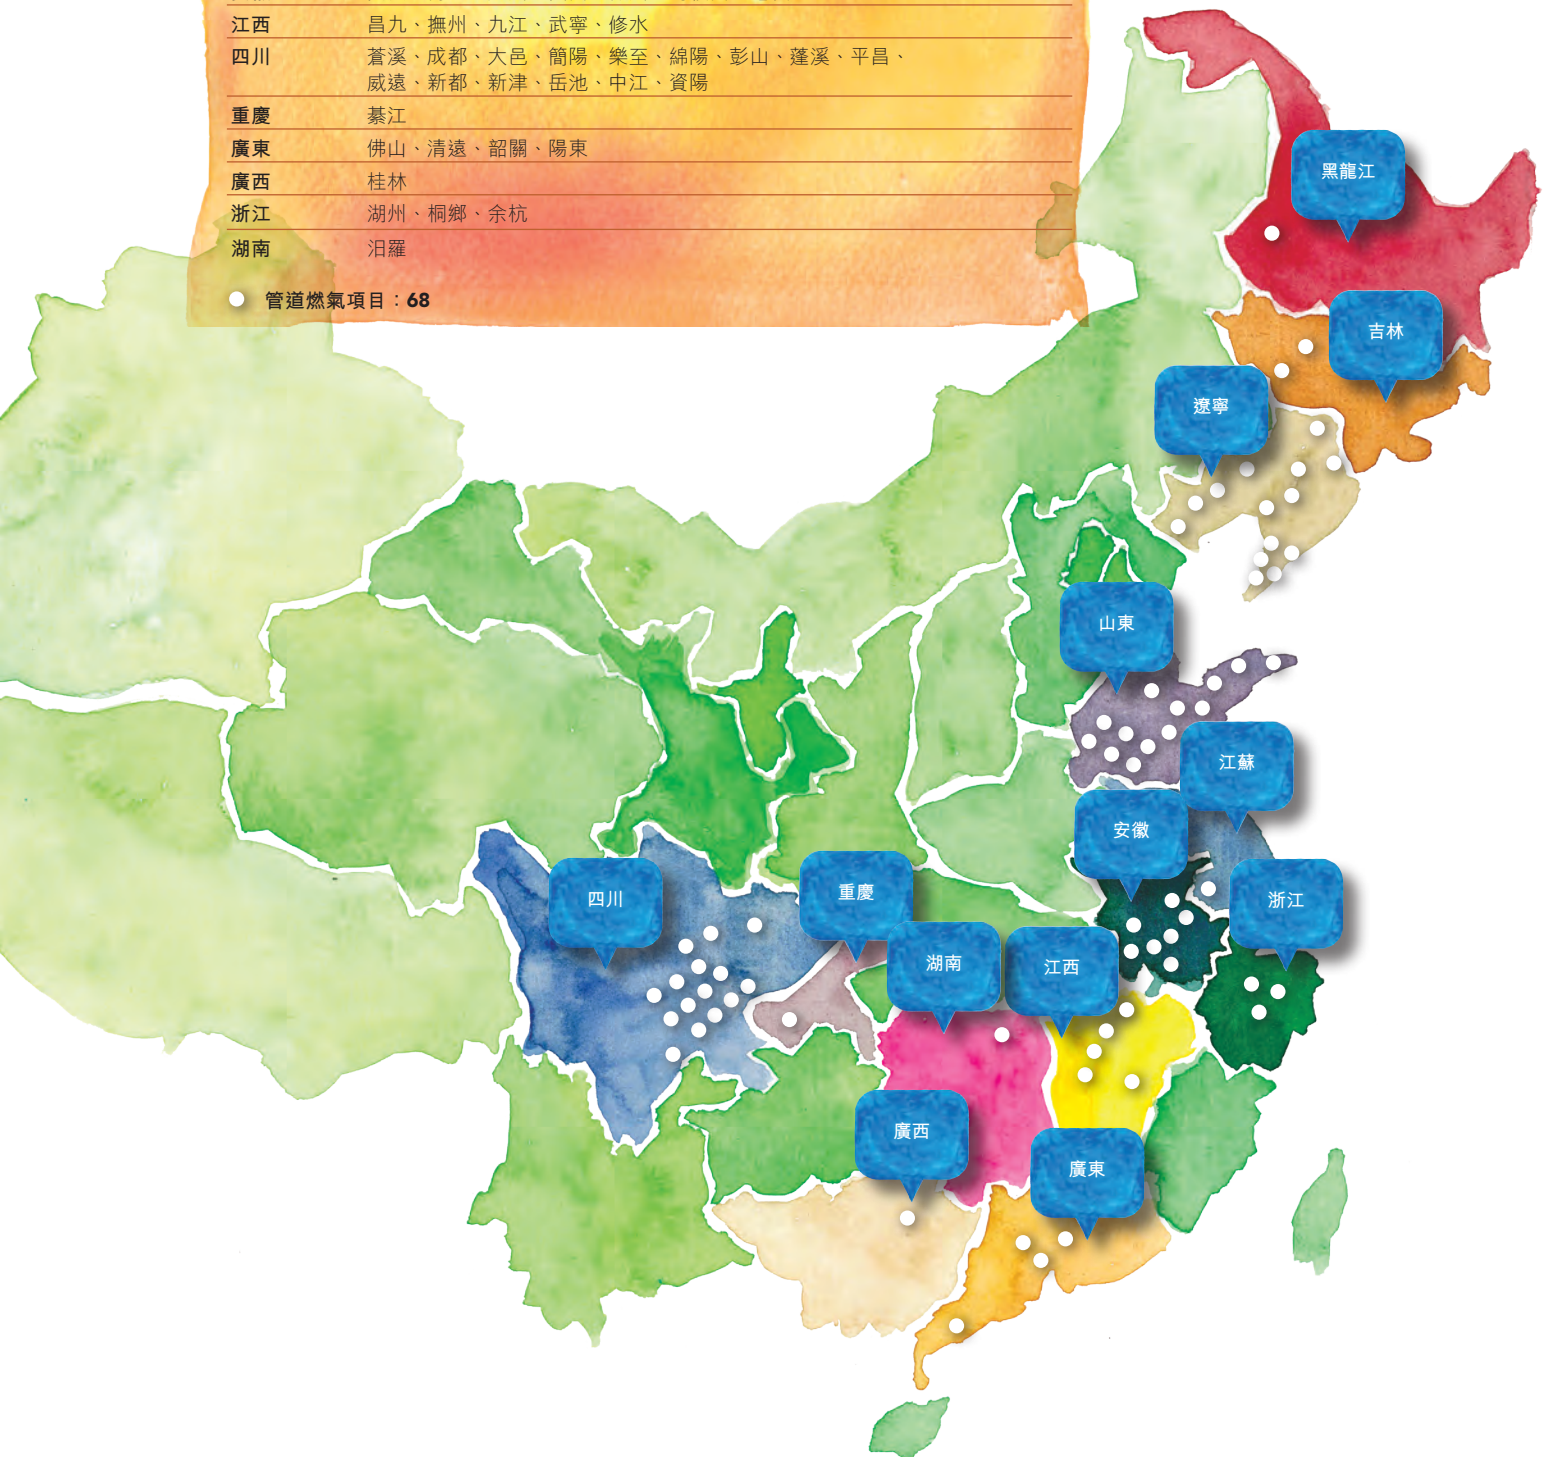 江西 昌九、撫州、九江、武寧、修水
四川 蒼溪、成都、大邑、簡陽、樂至、綿陽、彭山、蓬溪、平昌、
威遠、新都、新津、岳池、中江、資陽
重慶 綦江
廣東 佛山、清遠、韶關、陽東
廣西 桂林
浙江 湖州、桐鄉、余杭
湖南 汨羅
管道燃氣項目：68
黑龍江
吉林
遼寧
山東
江蘇
安徽
四川
重慶
浙江
湖南
江西
廣西
廣東